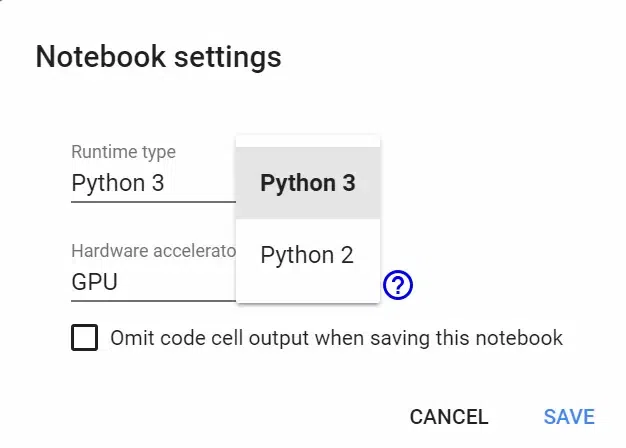 Notebook settings
Runtime type
Python 3
Python 3
Python 2
Hardware accelerato
GPU
?
Omit code cell output when saving this notebook
CANCEL SAVE